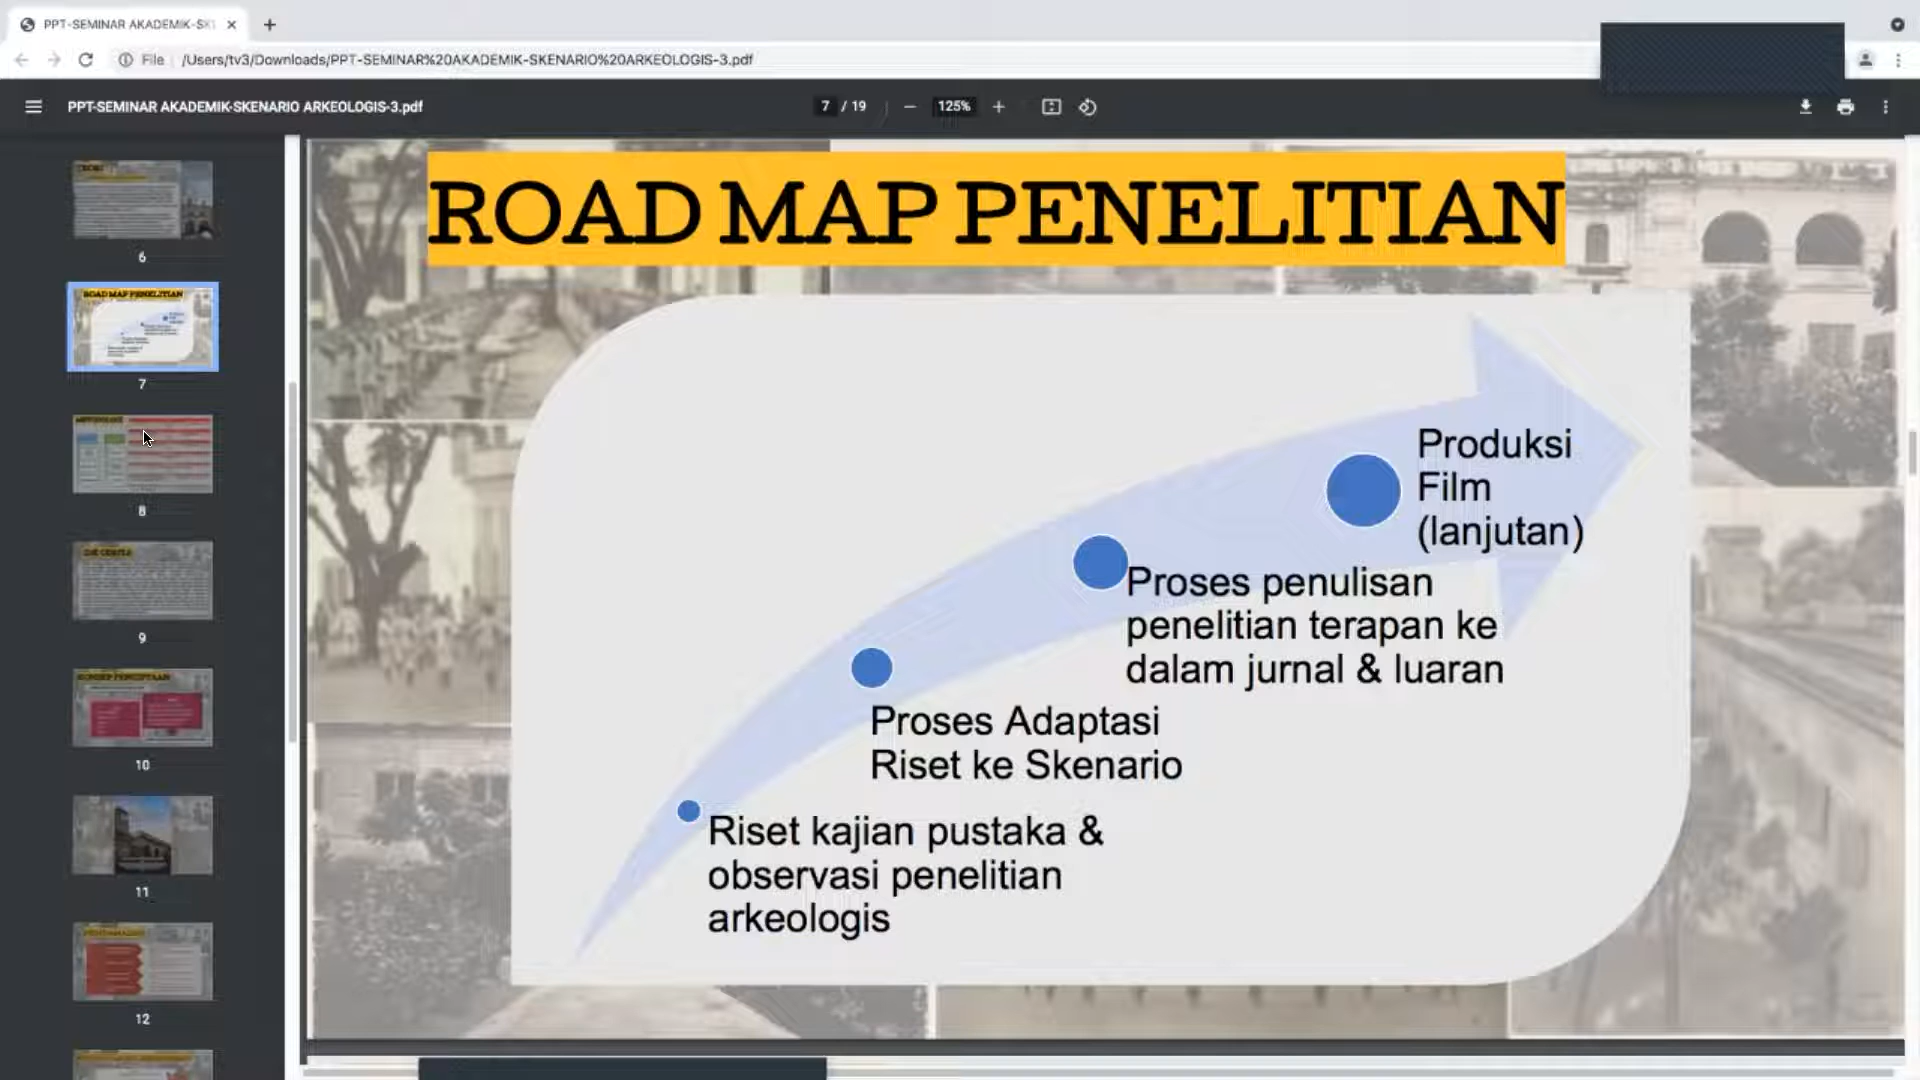 PPT-SEMINAR AKADEMIK-SK
File /Users/tv3/Downloads/PPT-SEMINAR%20AKADEMIK-SKENARIO%20ARKEOLOGIS-3.pdf
PPT-SEMINAR AKADEMIK-SKENARIO ARKEOLOGIS-3.pdf
7 / 19
125%
6
ROAD MAP PENELITIAN
7
8
9
10
11
12
ROAD MAP PENELITIAN
Produksi
Film
(lanjutan)
Proses penulisan
penelitian terapan ke
dalam jurnal & luaran
Proses Adaptasi
Riset ke Skenario
Riset kajian pustaka &
observasi penelitian
arkeologis